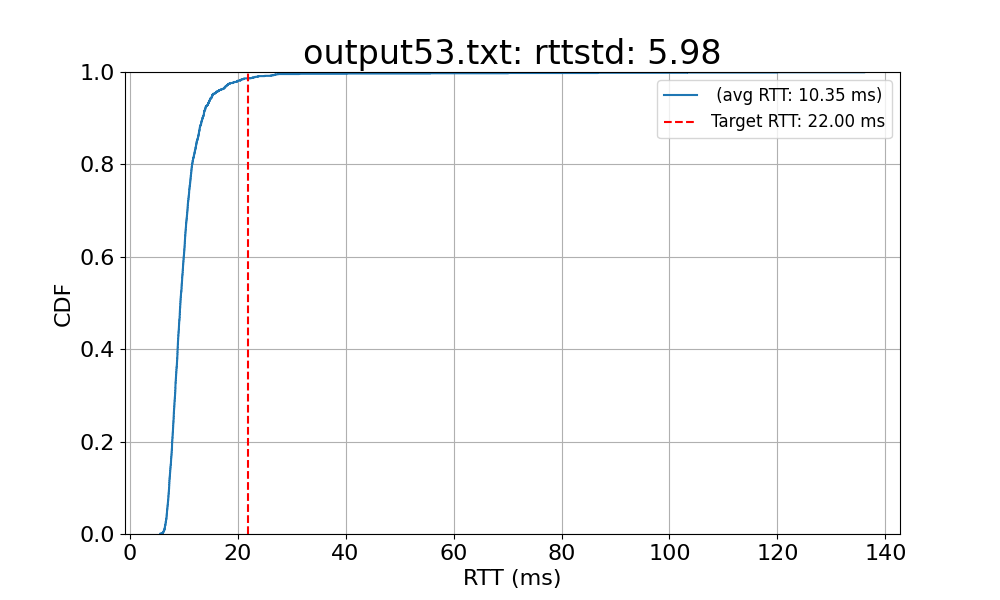 output53.txt: rttstd: 5.98
1.0
0.8
0.6
0.4
0.2
0.0
CDF
(avg RTT: 10.35 ms)
Target RTT: 22.00 ms
0 20 40 60 80 100 120 140
RTT (ms)